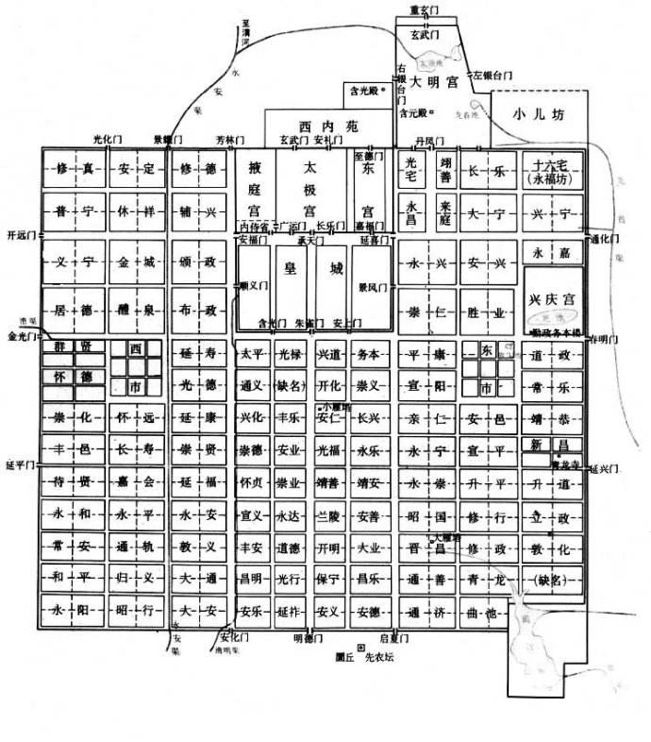 重玄门
玄武门
至渭河
永安渠
太液池
右银台门
大明宫
左银台门
含光殿
含元殿
龙首池
小儿坊
西内苑
光化门 景耀门 芳林门 玄武门 安礼门 至德门 丹凤门
修真 安定 修德 掖庭宫 太极宫 东宫 光宅 翊善 长乐 十六宅
(永福坊)
普宁 休祥 辅兴 永昌 来庭 大宁 兴宁
内侍省 广运门 长乐门 嘉福门
开远门 安福门 承天门 延喜门 通化门
义宁 金城 颁政 皇城 永兴 安兴 永嘉
顺义门 景风门 兴庆宫
居德 醴泉 布政 崇仁 胜业
含光门 朱雀门 安上门 勤政务本楼
金光门 春明门
群贤 西市 延寿 太平 光禄 兴道 务本 平康 东市 道政
怀德 光德 通义 (缺名) 开化 崇义 宣阳 常乐
小雁塔
崇化 怀远 延康 兴化 丰乐 安仁 长兴 亲仁 安邑 靖恭
丰邑 长寿 崇贤 崇德 安业 光福 永乐 永宁 宣平 新昌
延平门 青龙寺 延兴门
待贤 嘉会 延福 怀贞 崇业 靖善 靖安 永崇 升平 升道
永和 永平 永安 宣义 永达 兰陵 安善 昭国 修行 立政
大雁塔
常安 通轨 敦义 丰安 道德 开明 大业 晋昌 修政 敦化
和平 归义 大通 昌明 光行 保宁 昌乐 通善 青龙 (缺名)
永阳 昭行 大安 安乐 延祚 安义 安德 通济 曲池
永安渠
清明渠
安化门 明德门 启夏门
圜丘 先农坛